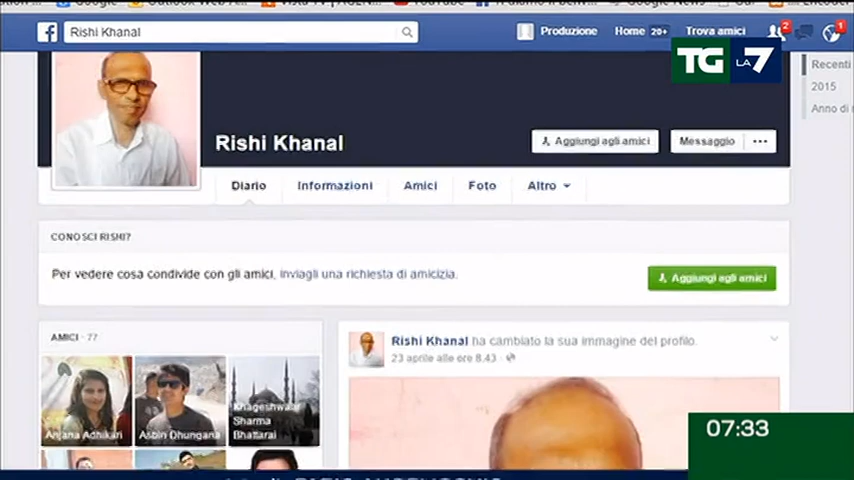 Rishi Khanal
Produzione
Home 20+
Trova amici
2
1
TG LA7
Recenti
2015
Anno di
Rishi Khanal
Aggiungi agli amici
Messaggio
Diario
Informazioni
Amici
Foto
Altro
CONOSCI RISHI?
Per vedere cosa condivide con gli amici, inviagli una richiesta di amicizia.
Aggiungi agli amici
AMICI · 77
Anjana Adhikari
Asbin Dhungana
Khageshwaar
Sharma
Bhattarai
Rishi Khanal ha cambiato la sua immagine del profilo.
23 aprile alle ore 8.43
07:33